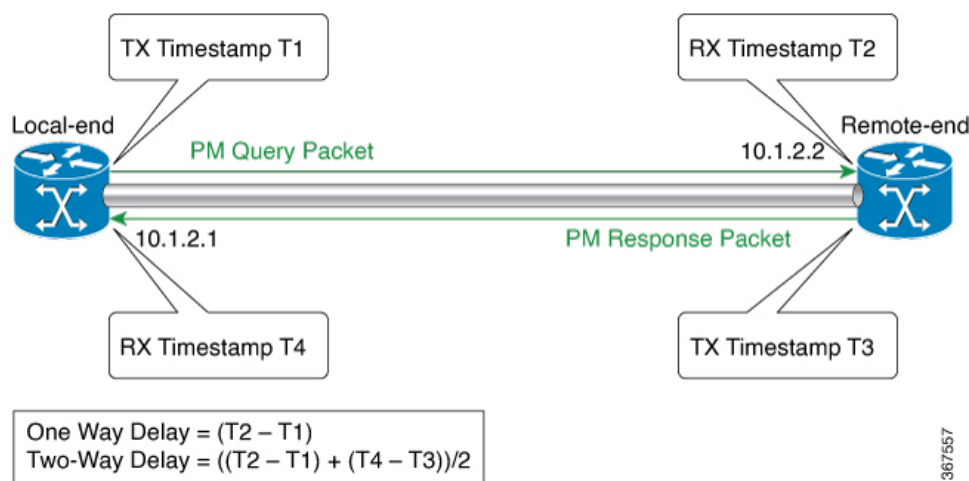 TX Timestamp T1
RX Timestamp T2
Local-end
Remote-end
PM Query Packet
10.1.2.2
10.1.2.1
PM Response Packet
RX Timestamp T4
TX Timestamp T3
One Way Delay = (T2 – T1)
Two-Way Delay = ((T2 – T1) + (T4 – T3))/2
367557